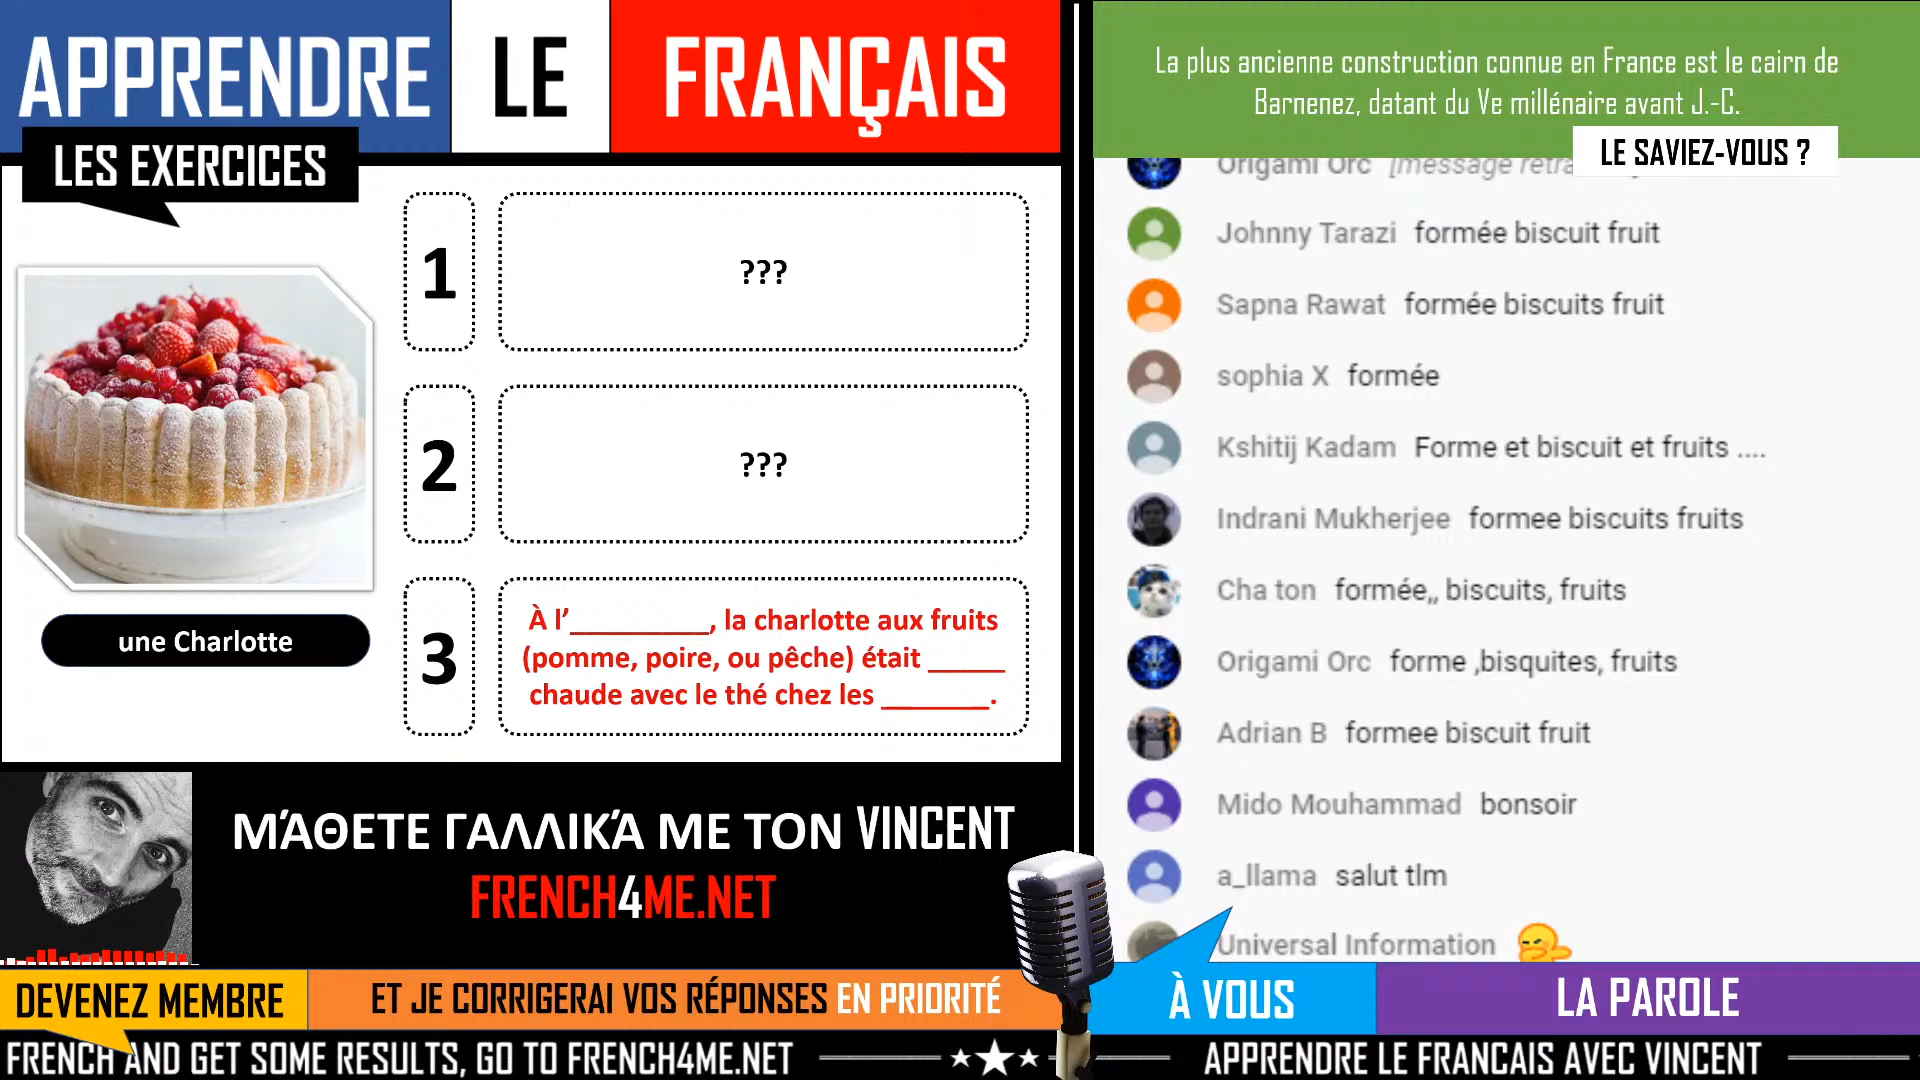 APPRENDRE LE FRANÇAIS
LES EXERCICES
1
???
2
???
3
À l’_________, la charlotte aux fruits
(pomme, poire, ou pêche) était _____
chaude avec le thé chez les _______.
une Charlotte
ΜΆΘΕΤΕ ΓΑΛΛΙΚΆ ΜΕ ΤΟΝ VINCENT
FRENCH4ME.NET
DEVENEZ MEMBRE
ET JE CORRIGERAI VOS RÉPONSES EN PRIORITÉ
FRENCH AND GET SOME RESULTS, GO TO FRENCH4ME.NET
La plus ancienne construction connue en France est le cairn de
Barnenez, datant du Ve millénaire avant J.-C.
LE SAVIEZ-VOUS ?
Origami Orc [message
Johnny Tarazi formée biscuit fruit
Sapna Rawat formée biscuits fruit
sophia X formée
Kshitij Kadam Forme et biscuit et fruits ....
Indrani Mukherjee formee biscuits fruits
Cha ton formée,, biscuits, fruits
Origami Orc forme ,bisquites, fruits
Adrian B formee biscuit fruit
Mido Mouhammad bonsoir
a_llama salut tlm
Universal Information
À VOUS
LA PAROLE
APPRENDRE LE FRANCAIS AVEC VINCENT